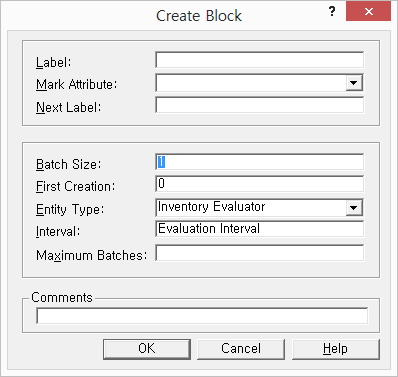 Create Block
?
Label:
Mark Attribute:
Next Label:
Batch Size: 1
First Creation: 0
Entity Type: Inventory Evaluator
Interval: Evaluation Interval
Maximum Batches:
Comments
OK Cancel Help